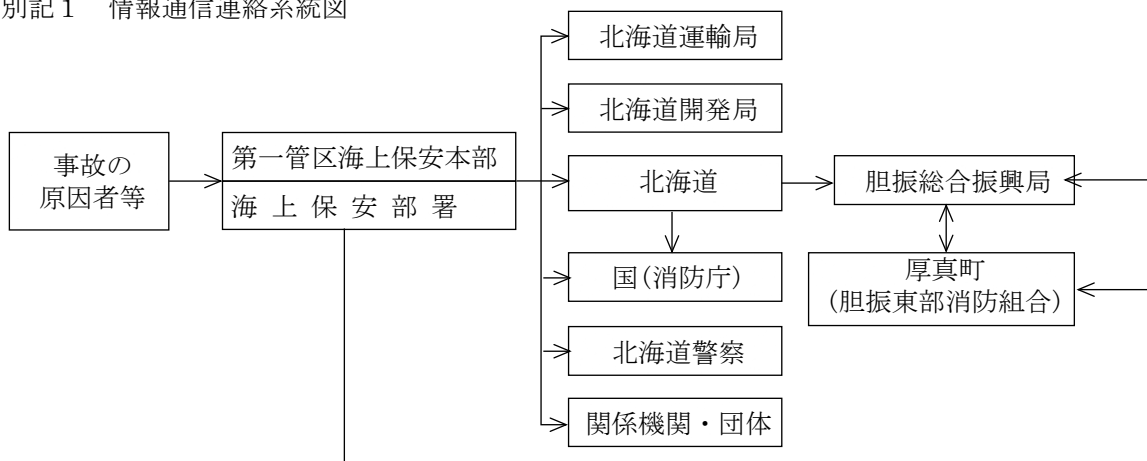 別記1 情報通信連絡系統図
北海道運輸局
北海道開発局
事故の
原因者等
第一管区海上保安本部
海上保安部署
北海道
胆振総合振興局
国(消防庁)
厚真町
(胆振東部消防組合)
北海道警察
関係機関・団体